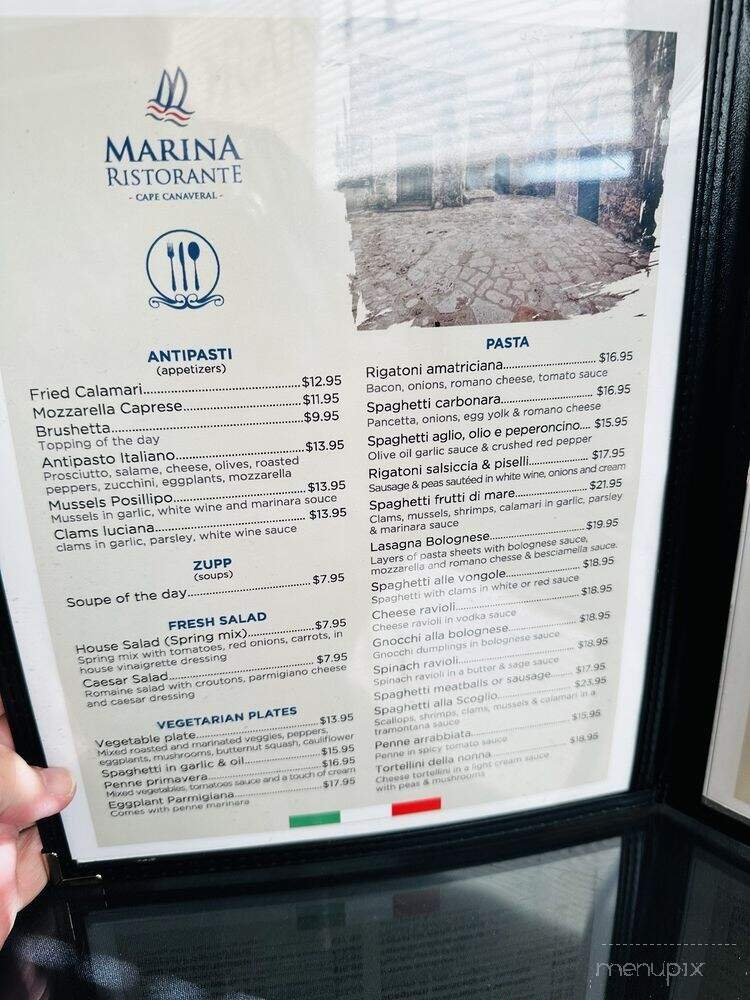 MARINA
RISTORANTE
- CAPE CANAVERAL -
ANTIPASTI
(appetizers)
Fried Calamari..............$12.95
Mozzarella Caprese..............$11.95
Brushetta..............$9.95
Topping of the day
Antipasto Italiano..............$13.95
Prosciutto, salame, cheese, olives, roasted
peppers, zucchini, eggplants, mozzarella
Mussels Posillipo..............$13.95
Mussels in garlic, white wine and marinara souce
Clams luciana..............$13.95
clams in garlic, parsley, white wine sauce
ZUPP
(soups)
Soupe of the day..............$7.95
FRESH SALAD
House Salad (Spring mix)..............$7.95
Spring mix with tomatoes, red onions, carrots, in
house vinaigrette dressing
Caesar Salad..............$7.95
Romaine salad with croutons, parmigiano cheese
and caesar dressing
VEGETARIAN PLATES
Vegetable plate..............$13.95
Mixed roasted and marinated veggies, peppers,
eggplants, mushrooms, butternut squash, cauliflower
Spaghetti in garlic & oil..............$15.95
Penne primavera..............$16.95
Mixed vegetables, tomatoes sauce and a touch of cream
Eggplant Parmigiana..............$17.95
Comes with penne marinara
PASTA
Rigatoni amatriciana..............$16.95
Bacon, onions, romano cheese, tomato sauce
Spaghetti carbonara..............$16.95
Pancetta, onions, egg yolk & romano cheese
Spaghetti aglio, olio e peperoncino.... $15.95
Olive oil garlic sauce & crushed red pepper
Rigatoni salsiccia & piselli..............$17.95
Sausage & peas sautéed in white wine, onions and cream
Spaghetti frutti di mare..............$21.95
Clams, mussels, shrimps, calamari in garlic, parsley
& marinara sauce
Lasagna Bolognese..............$19.95
Layers of pasta sheets with bolognese sauce,
mozzarella and romano chesse & besciamella sauce.
Spaghetti alle vongole..............$18.95
Spaghetti with clams in white or red sauce
Cheese ravioli..............$18.95
Cheese ravioli in vodka sauce
Gnocchi alla bolognese..............$18.95
Gnocchi dumplings in bolognese sauce
Spinach ravioli..............$18.95
Spinach ravioli in a butter & sage sauce
Spaghetti meatballs or sausage..............$17.95
Spaghetti alla Scoglio..............$23.95
Scallops, shrimps, clams, mussels & calamari in a
tramontana sauce
Penne arrabbiata..............$15.95
Penne in spicy tomato sauce
Tortellini della nonna..............$18.95
Cheese tortellini in a light cream sauce
with peas & mushrooms
menupix